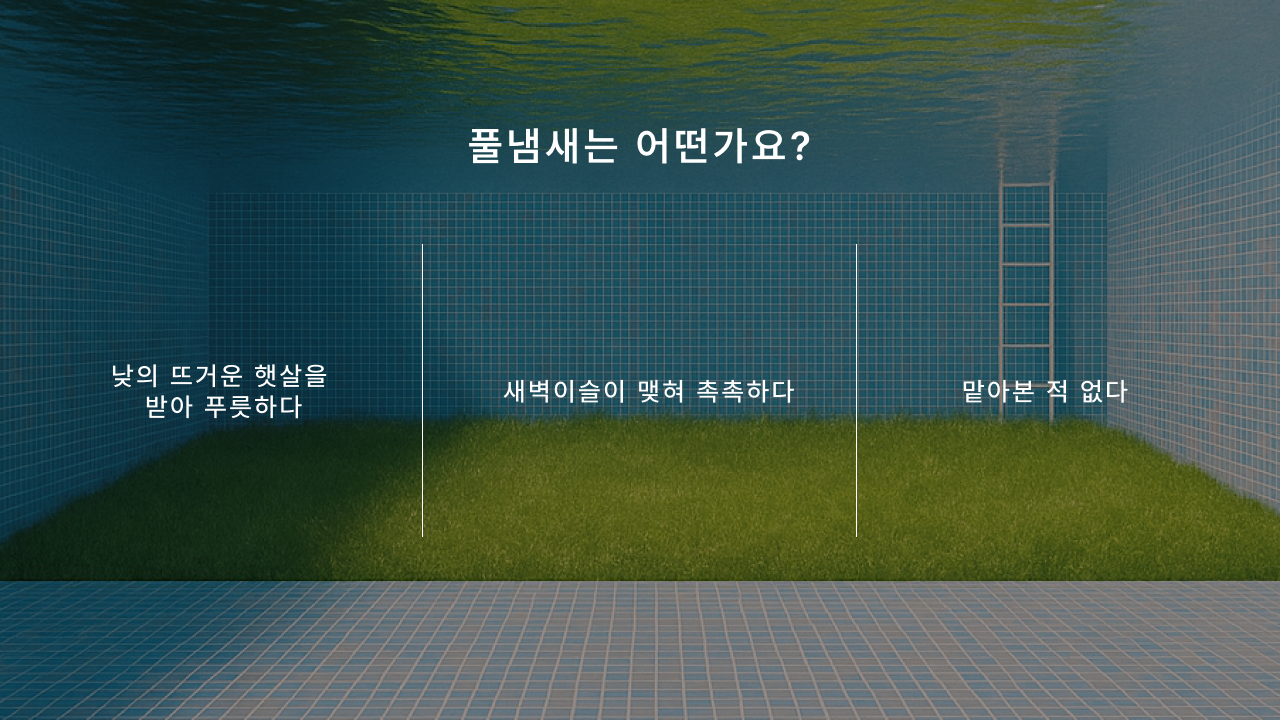 풀냄새는 어떤가요?
낮의 뜨거운 햇살을
받아 푸릇하다
새벽이슬이 맺혀 촉촉하다
맡아본 적 없다